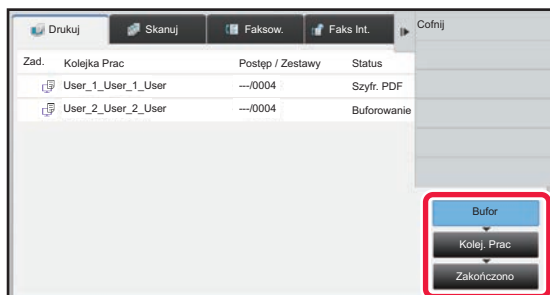 Drukuj Skanuj Faksow. Faks Int. Cofnij
Zad. Kolejka Prac Postęp / Zestawy Status
User_1_User_1_User ---/0004 Szyfr. PDF
User_2_User_2_User ---/0004 Buforowanie
Bufor
Kolej. Prac
Zakończono